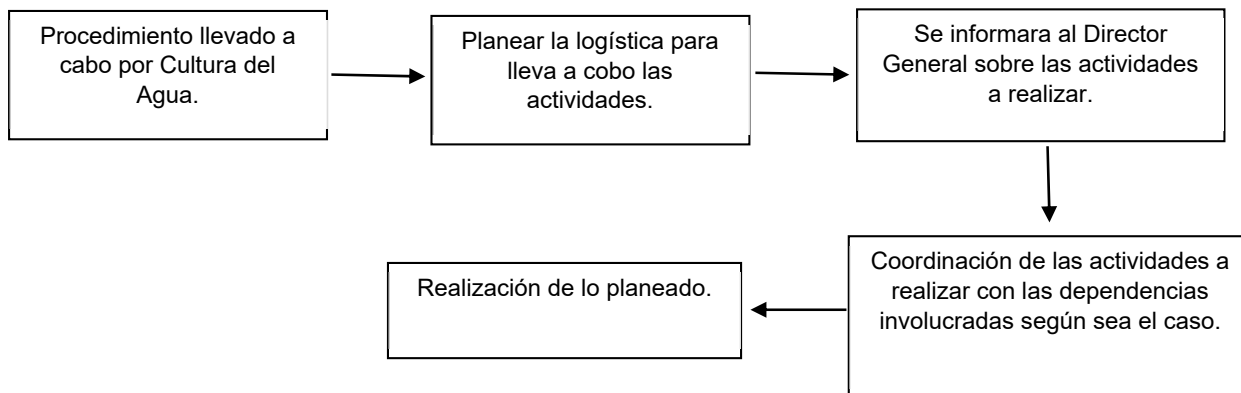 Procedimiento llevado a
cabo por Cultura del
Agua.
Planear la logística para
lleva a cobo las
actividades.
Se informara al Director
General sobre las actividades
a realizar.
Coordinación de las actividades a
realizar con las dependencias
involucradas según sea el caso.
Realización de lo planeado.